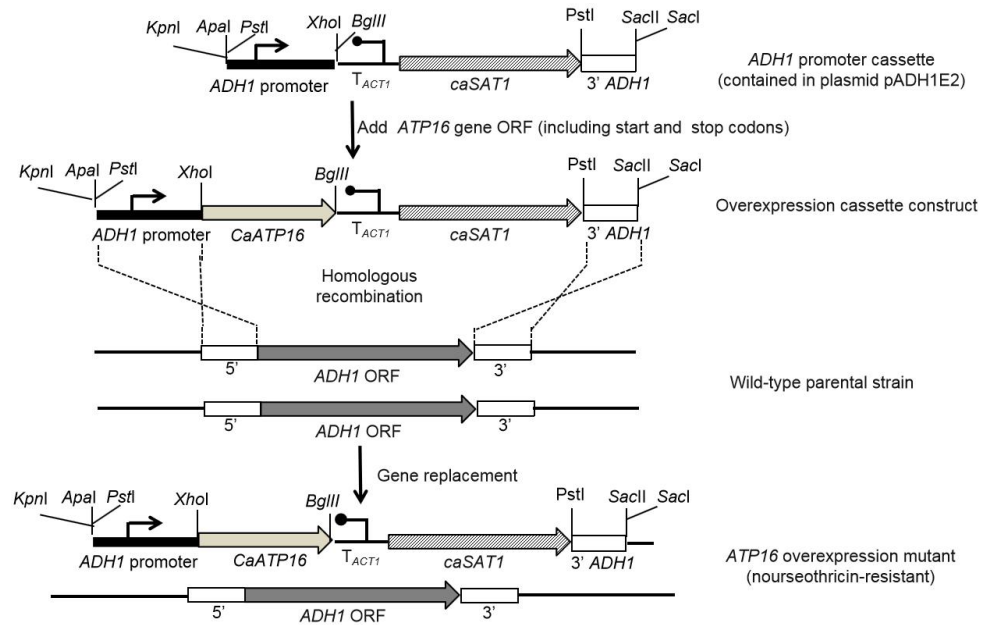 KpnI ApaI PstI XhoI BglII PstI SacII SacI
ADH1 promoter TACT1 caSAT1 3’ ADH1
ADH1 promoter cassette
(contained in plasmid pADH1E2)
Add ATP16 gene ORF (including start and stop codons)
KpnI ApaI PstI XhoI BglII PstI SacII SacI
ADH1 promoter CaATP16 TACT1 caSAT1 3’ ADH1
Overexpression cassette construct
Homologous
recombination
5’ ADH1 ORF 3’
Wild-type parental strain
5’ ADH1 ORF 3’
Gene replacement
KpnI ApaI PstI XhoI BglII PstI SacII SacI
ADH1 promoter CaATP16 TACT1 caSAT1 3’ ADH1
ATP16 overexpression mutant
(nourseothricin-resistant)
5’ ADH1 ORF 3’